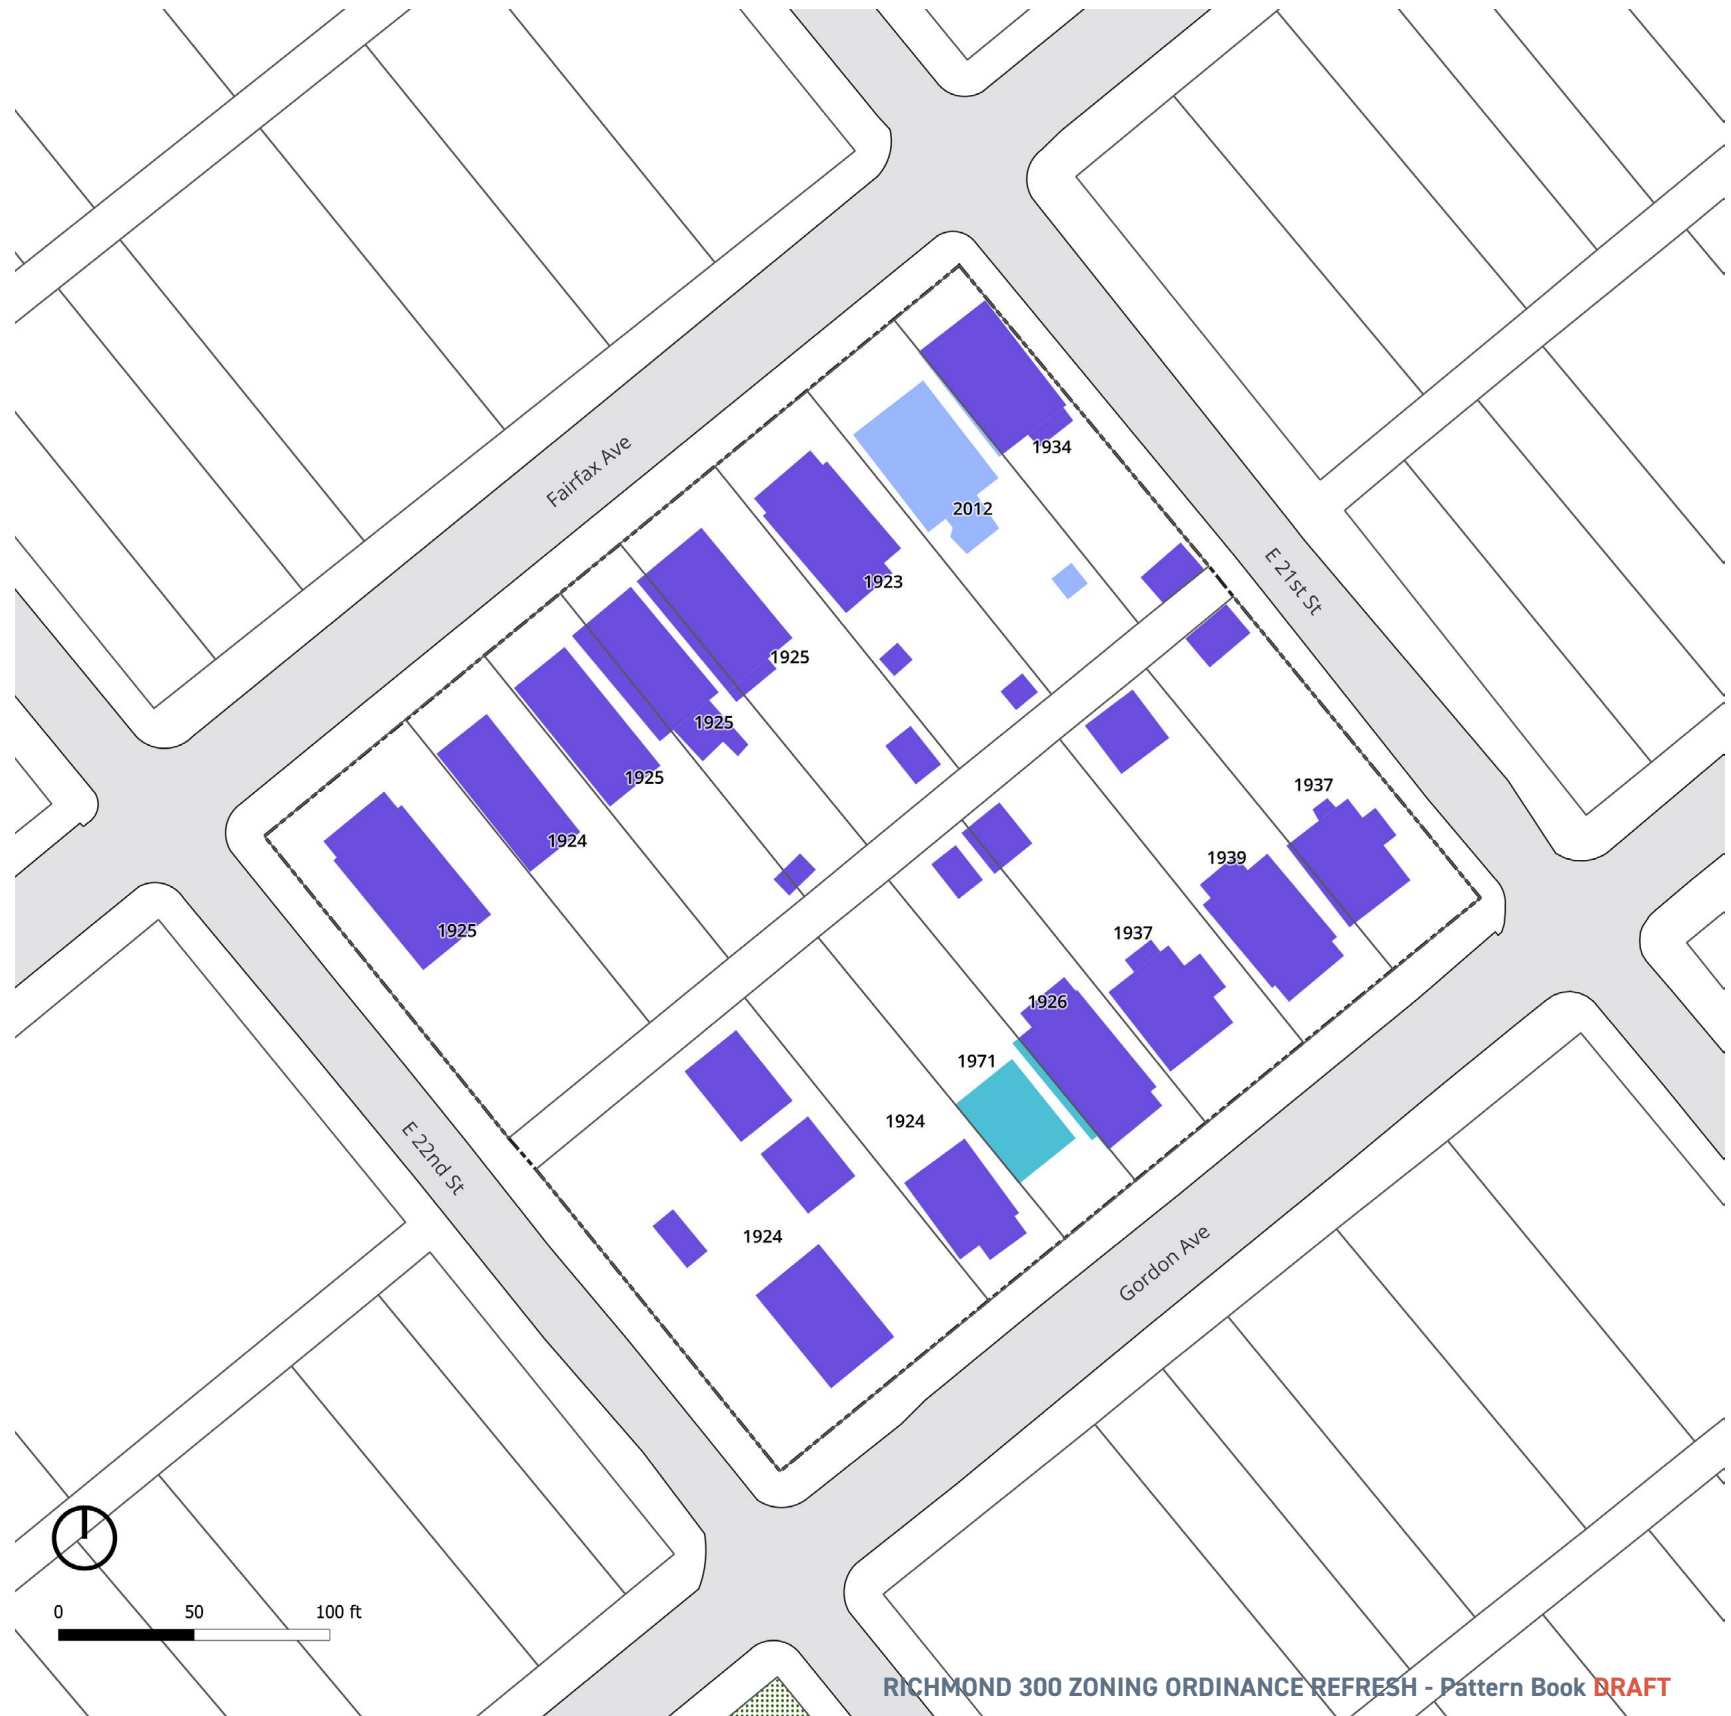 Fairfax Ave
1934
2012
E 21st St
1923
1925
1925
1925
1924
1937
1939
1925
1937
1926
1971
1924
E 22nd St
1924
Gordon Ave
0 50 100 ft
RICHMOND 300 ZONING ORDINANCE REFRESH - Pattern Book DRAFT